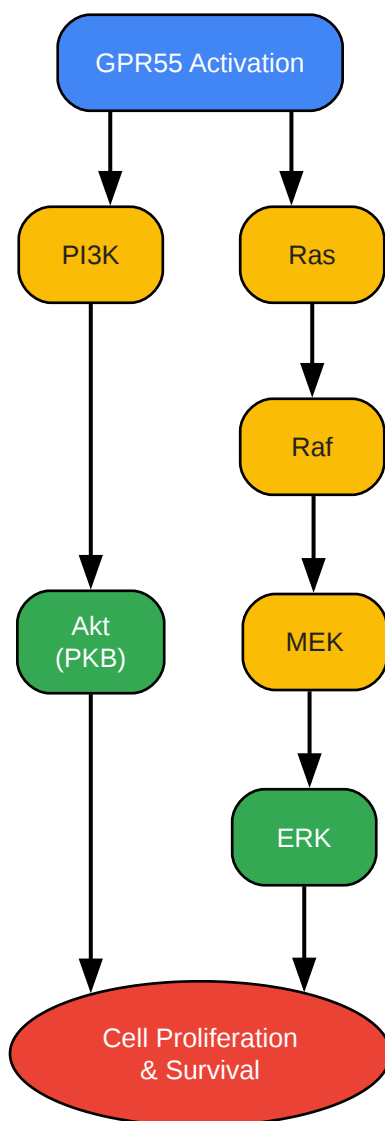 GPR55 Activation
PI3K
Ras
Raf
Akt
(PKB)
MEK
ERK
Cell Proliferation
& Survival